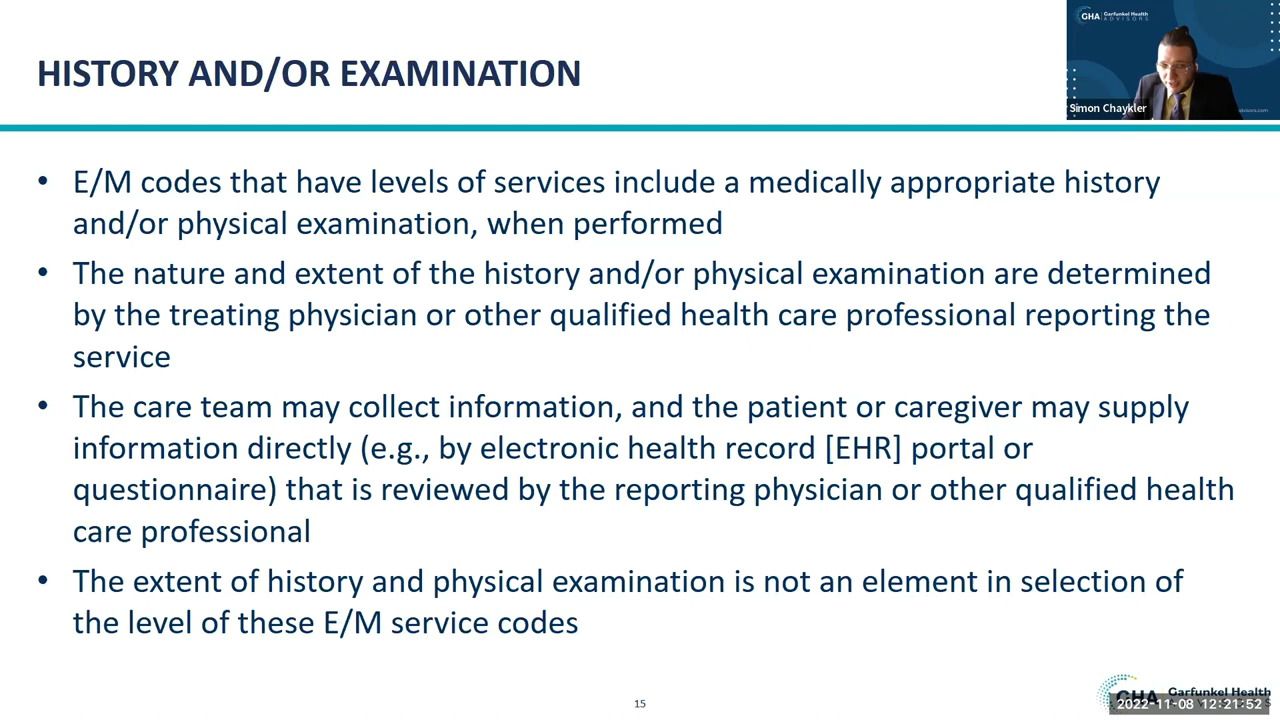 HISTORY AND/OR EXAMINATION
GHA Garfunkel Health
ADVISORS
Simon Chaykler
• E/M codes that have levels of services include a medically appropriate history
and/or physical examination, when performed
• The nature and extent of the history and/or physical examination are determined
by the treating physician or other qualified health care professional reporting the
service
• The care team may collect information, and the patient or caregiver may supply
information directly (e.g., by electronic health record [EHR] portal or
questionnaire) that is reviewed by the reporting physician or other qualified health
care professional
• The extent of history and physical examination is not an element in selection of
the level of these E/M service codes
15
GHA Garfunkel Health
2022-11-08 12:21:52